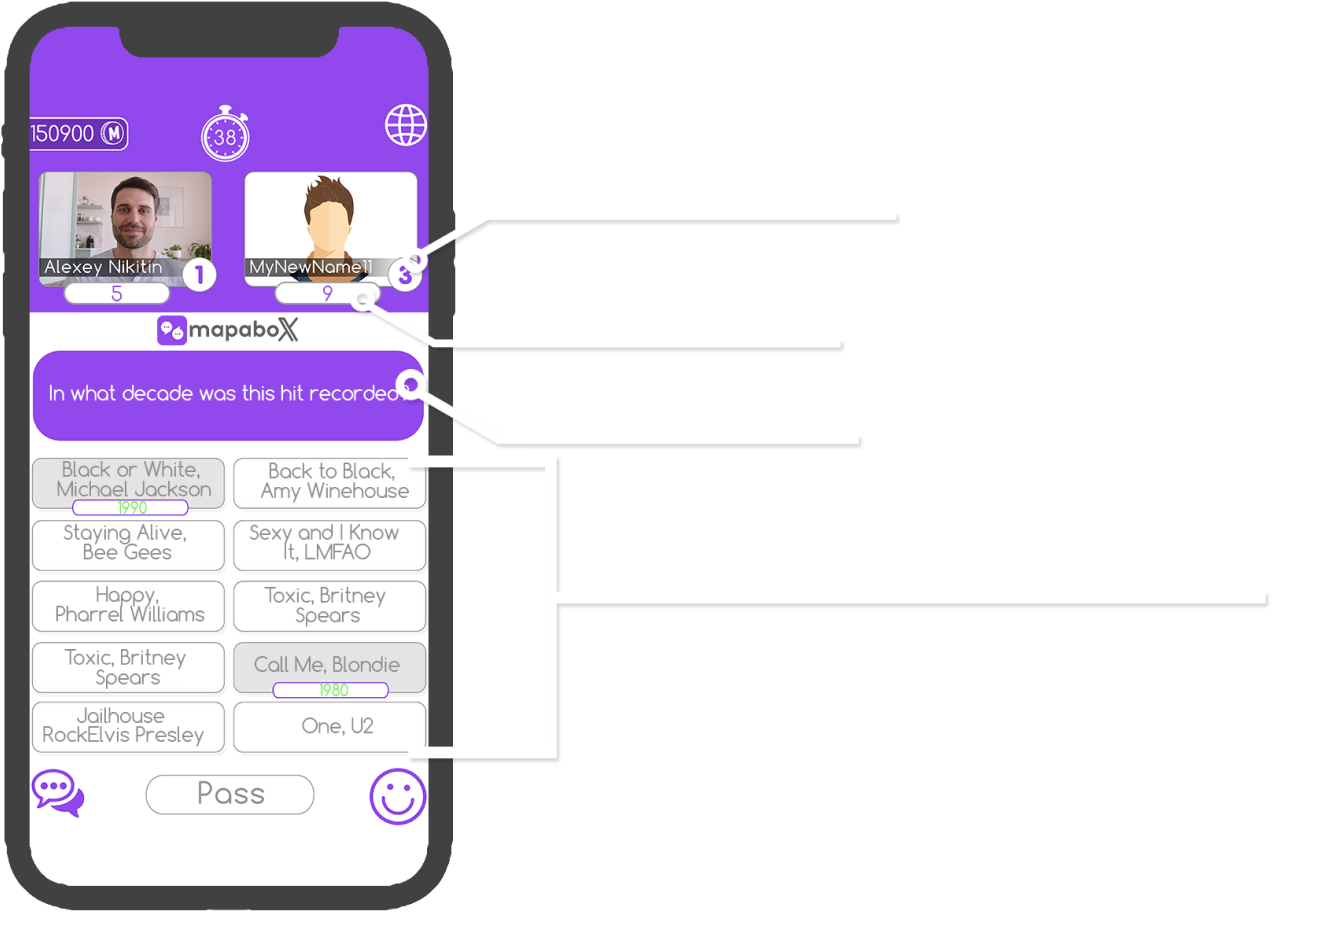 150900 M
38
Alexey Nikitin
1
MyNewName11
3
5
9
mapaboX
In what decade was this hit recorded?
Black or White,
Michael Jackson
1990
Back to Black,
Amy Winehouse
Staying Alive,
Bee Gees
Sexy and I Know
It, LMFAO
Happy,
Pharrel Williams
Toxic, Britney
Spears
Toxic, Britney
Spears
Call Me, Blondie
1980
Jailhouse
RockElvis Presley
One, U2
Pass